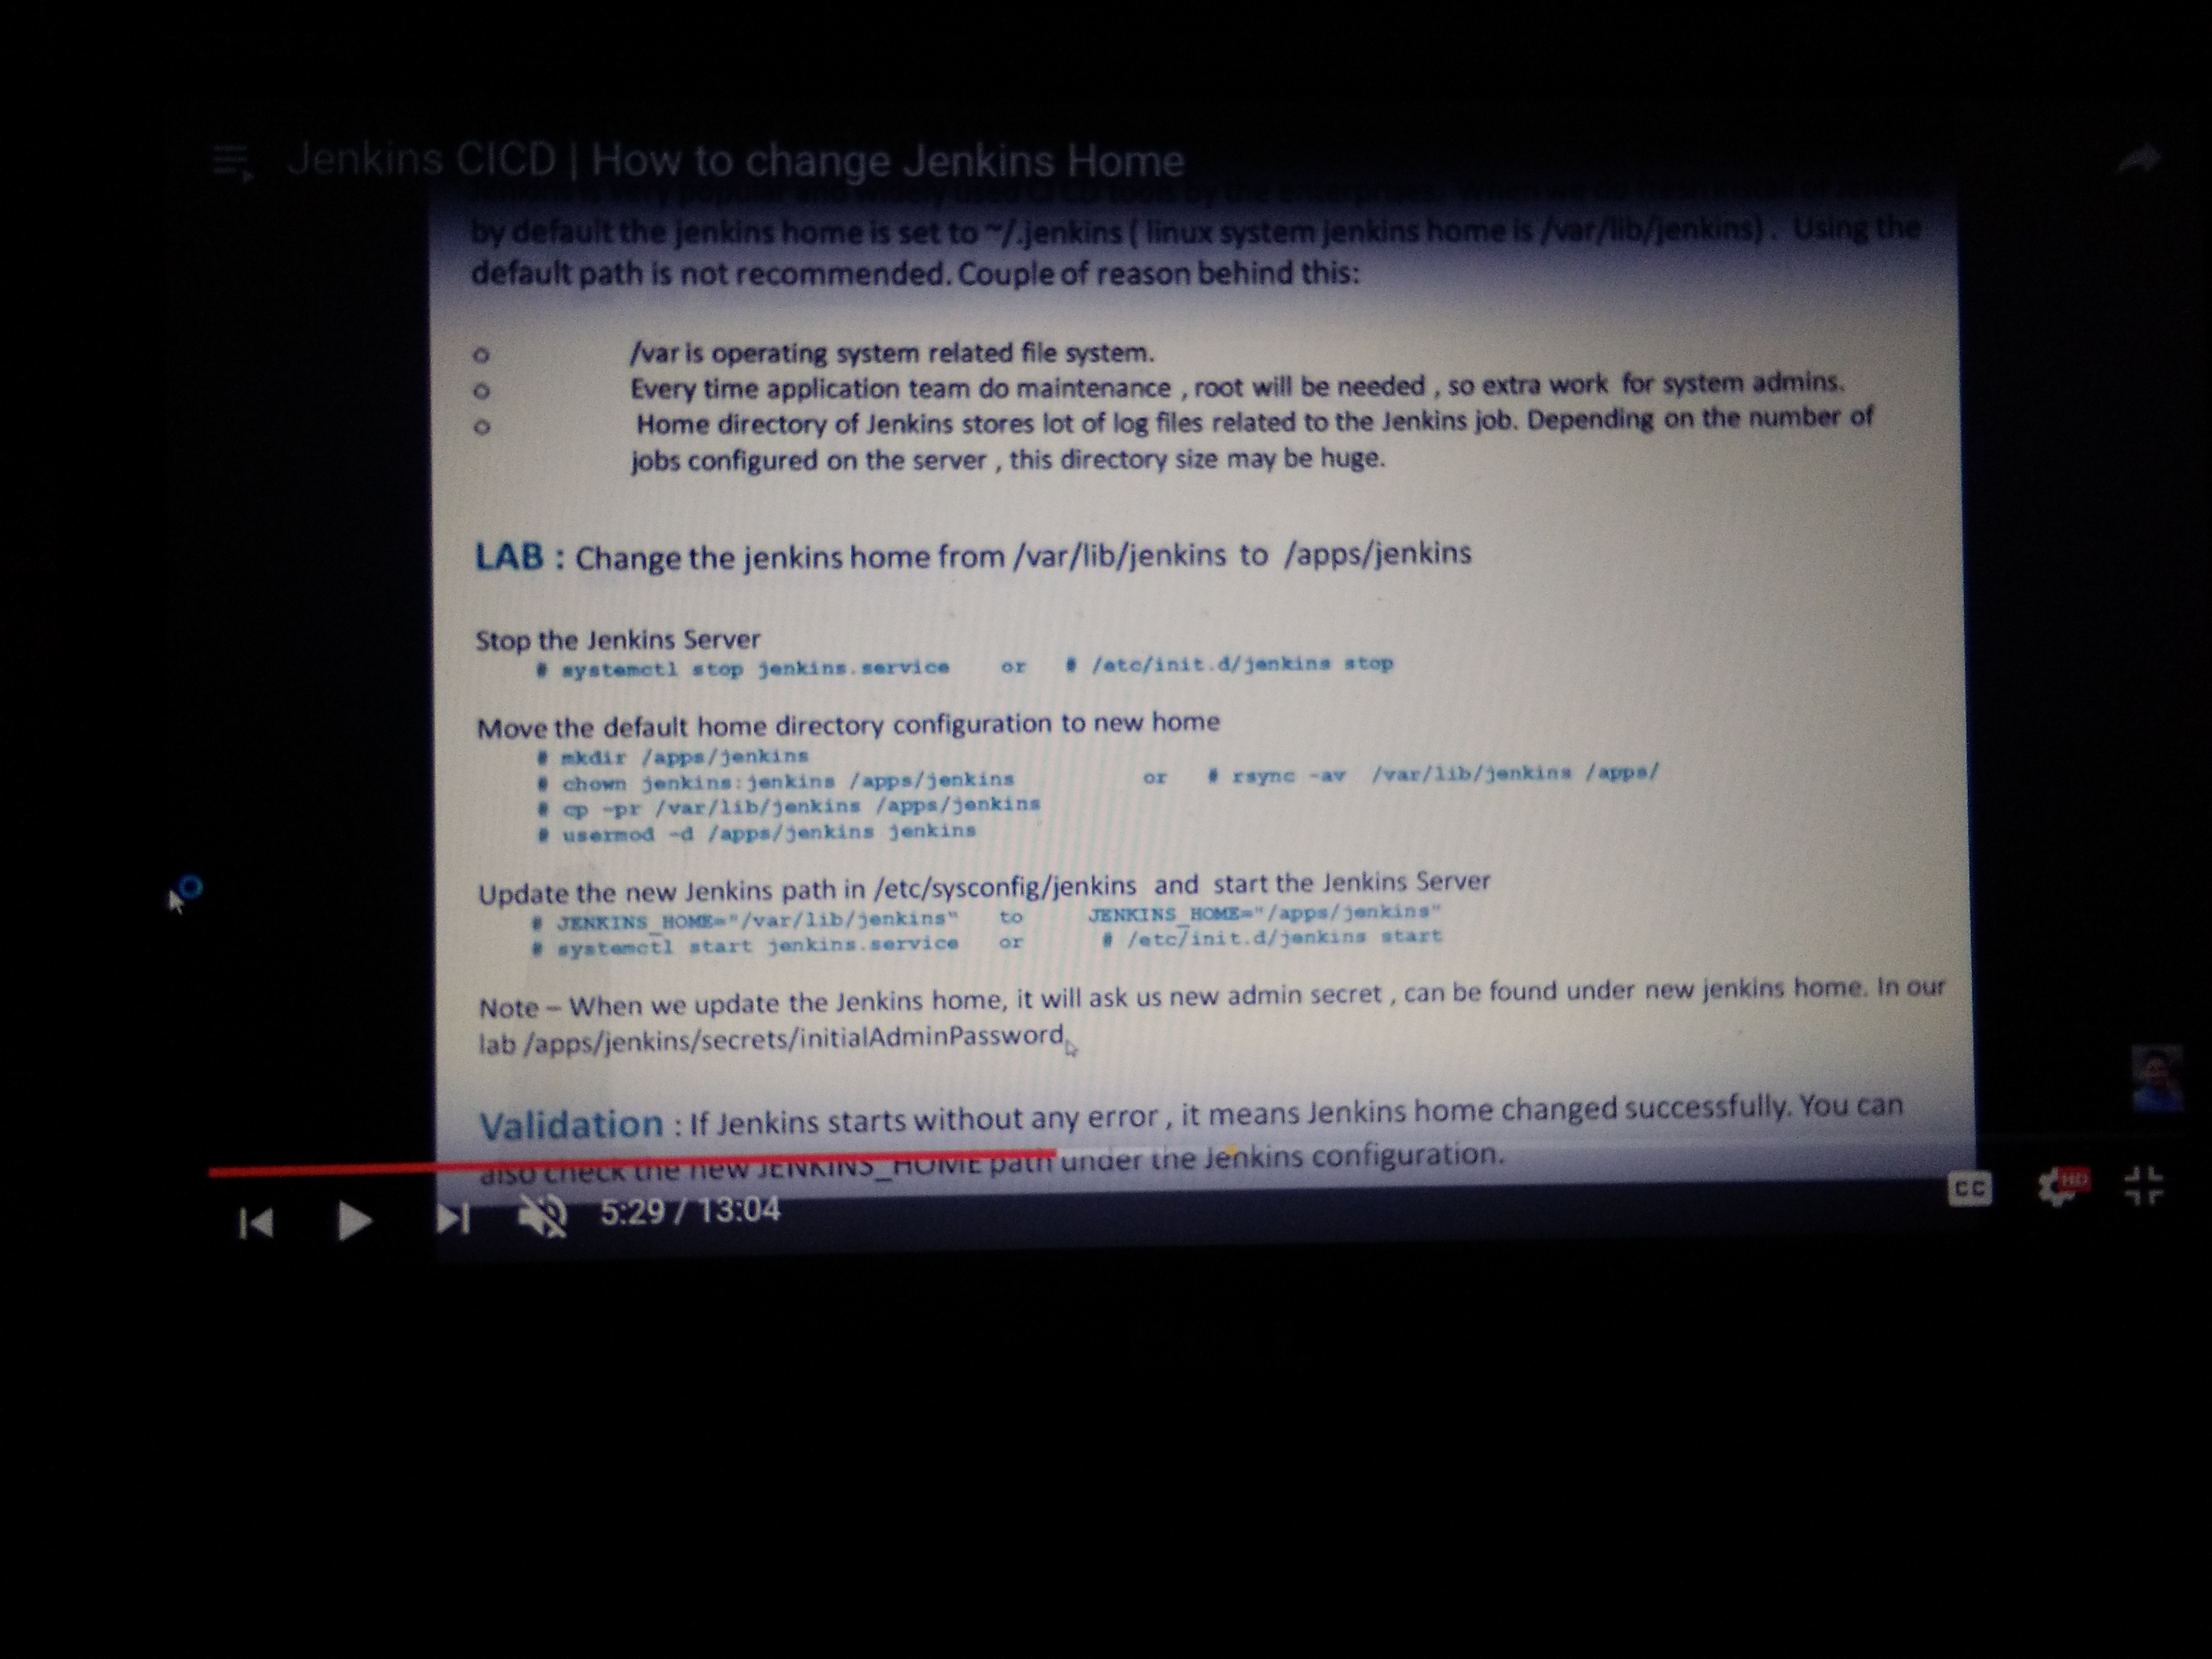 Jenkins CICD | How to change Jenkins Home
by default the jenkins home is set to ~/.jenkins ( linux system jenkins home is /var/lib/jenkins) . Using the
default path is not recommended. Couple of reason behind this:
/var is operating system related file system.
Every time application team do maintenance , root will be needed , so extra work for system admins.
Home directory of Jenkins stores lot of log files related to the Jenkins job. Depending on the number of
jobs configured on the server , this directory size may be huge.
LAB : Change the jenkins home from /var/lib/jenkins to /apps/jenkins
Stop the Jenkins Server
# systemctl stop jenkins.service or # /etc/init.d/jenkins stop
Move the default home directory configuration to new home
# mkdir /apps/jenkins
# chown jenkins:jenkins /apps/jenkins or # rsync -av /var/lib/jenkins /apps/
# cp -pr /var/lib/jenkins /apps/jenkins
# usermod -d /apps/jenkins jenkins
Update the new Jenkins path in /etc/sysconfig/jenkins and start the Jenkins Server
# JENKINS_HOME="/var/lib/jenkins" to JENKINS_HOME="/apps/jenkins"
# systemctl start jenkins.service or # /etc/init.d/jenkins start
Note – When we update the Jenkins home, it will ask us new admin secret , can be found under new jenkins home. In our
lab /apps/jenkins/secrets/initialAdminPassword
Validation : If Jenkins starts without any error , it means Jenkins home changed successfully. You can
also check the new JENKINS_HOME path under the Jenkins configuration.
5:29 / 13:04
CC
HD